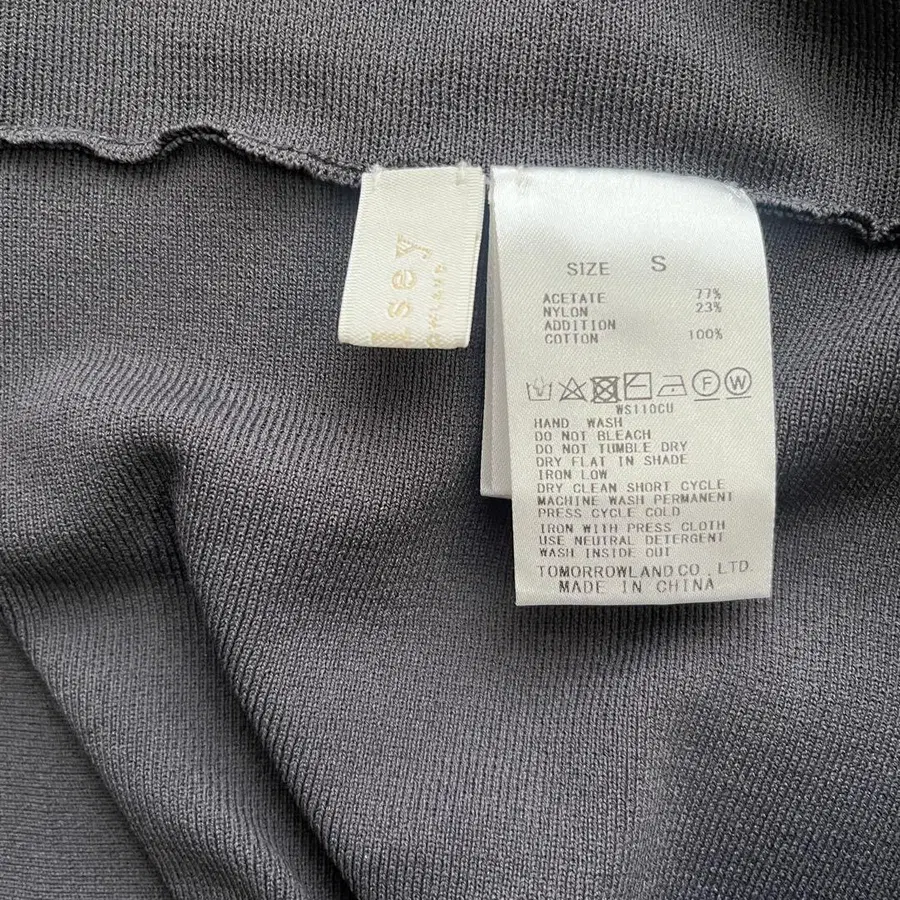 SIZE S
ACETATE 77%
NYLON 23%
ADDITION
COTTON 100%
F W
WS110CU
HAND WASH
DO NOT BLEACH
DO NOT TUMBLE DRY
DRY FLAT IN SHADE
IRON LOW
DRY CLEAN SHORT CYCLE
MACHINE WASH PERMANENT
PRESS CYCLE COLD
IRON WITH PRESS CLOTH
USE NEUTRAL DETERGENT
WASH INSIDE OUT
TOMORROWLAND CO., LTD.
MADE IN CHINA